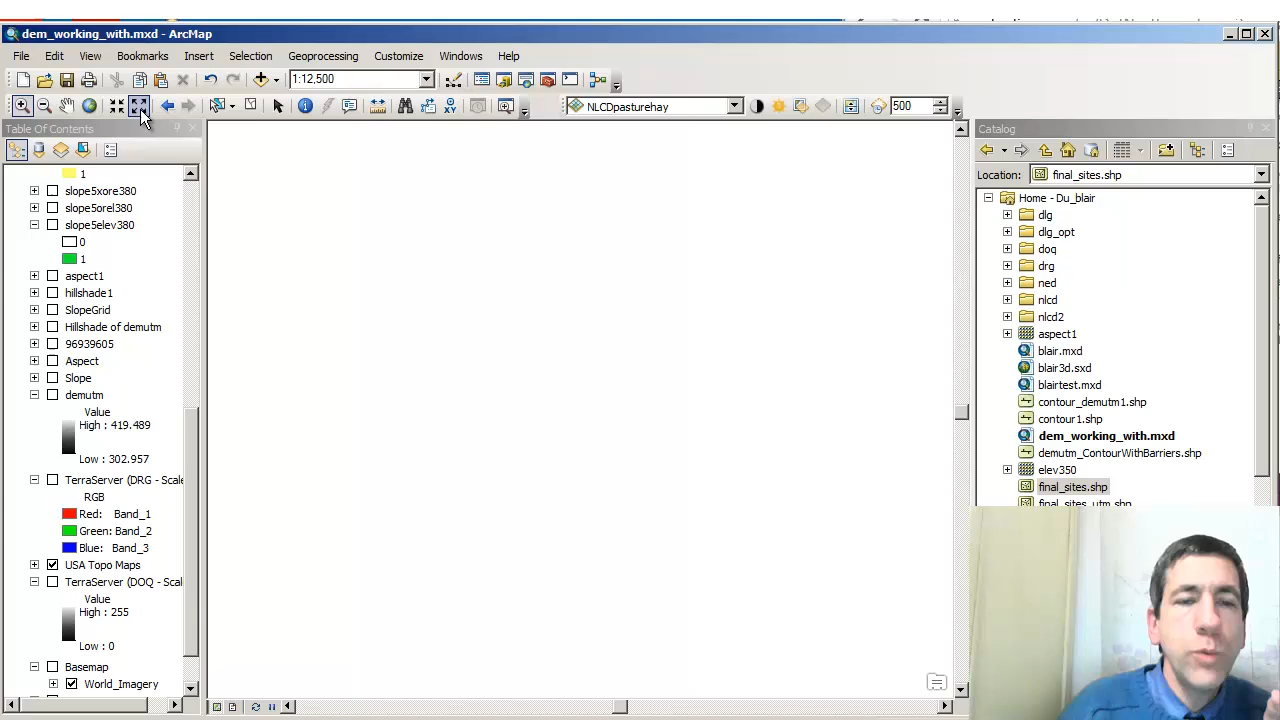 dem_working_with.mxd - ArcMap
File Edit View Bookmarks Insert Selection Geoprocessing Customize Windows Help
1:12,500
NLCDpasturehay 500
Table Of Contents
1
slope5xore380
slope5orel380
slope5elev380
0
1
aspect1
hillshade1
SlopeGrid
Hillshade of demutm
96939605
Aspect
Slope
demutm
Value
High : 419.489
Low : 302.957
TerraServer (DRG - Scale
RGB
Red: Band_1
Green: Band_2
Blue: Band_3
USA Topo Maps
TerraServer (DOQ - Scal
Value
High : 255
Low : 0
Basemap
World_Imagery
Catalog
Location: final_sites.shp
Home - Du_blair
dlg
dlg_opt
doq
drg
ned
nlcd
nlcd2
aspect1
blair.mxd
blair3d.sxd
blairtest.mxd
contour_demutm1.shp
contour1.shp
dem_working_with.mxd
demutm_ContourWithBarriers.shp
elev350
final_sites.shp
final_sites_utm.shp